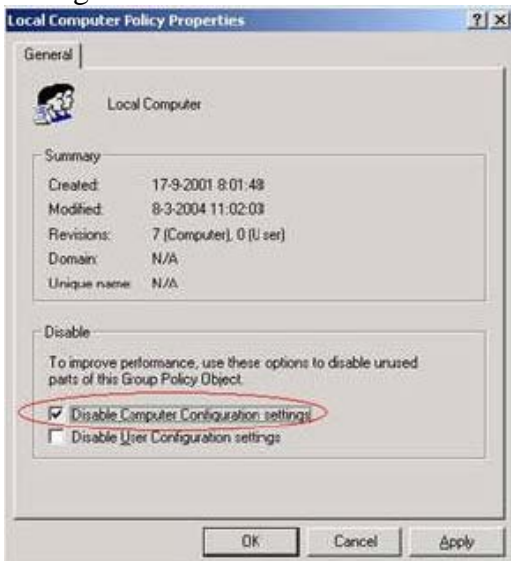 Local Computer Policy Properties
General
Local Computer
Summary
Created: 17-9-2001 8:01:48
Modified: 8-3-2004 11:02:03
Revisions: 7 (Computer), 0 (User)
Domain: N/A
Unique name: N/A
Disable
To improve performance, use these options to disable unused
parts of this Group Policy Object.
Disable Computer Configuration settings
Disable User Configuration settings
OK Cancel Apply